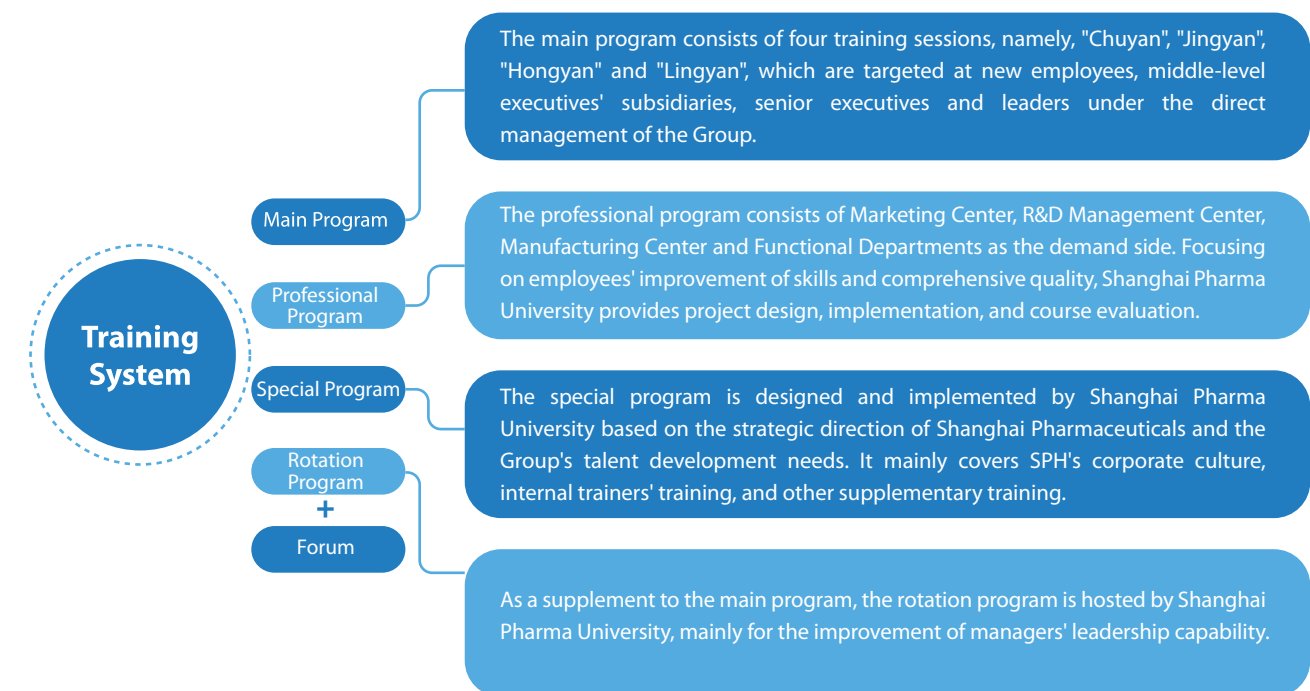 Training
System
Main Program
The main program consists of four training sessions, namely, "Chuyan", "Jingyan",
"Hongyan" and "Lingyan", which are targeted at new employees, middle-level
executives' subsidiaries, senior executives and leaders under the direct
management of the Group.
Professional
Program
The professional program consists of Marketing Center, R&D Management Center,
Manufacturing Center and Functional Departments as the demand side. Focusing
on employees' improvement of skills and comprehensive quality, Shanghai Pharma
University provides project design, implementation, and course evaluation.
Special Program
The special program is designed and implemented by Shanghai Pharma
University based on the strategic direction of Shanghai Pharmaceuticals and the
Group's talent development needs. It mainly covers SPH's corporate culture,
internal trainers' training, and other supplementary training.
Rotation
Program
+
Forum
As a supplement to the main program, the rotation program is hosted by Shanghai
Pharma University, mainly for the improvement of managers' leadership capability.